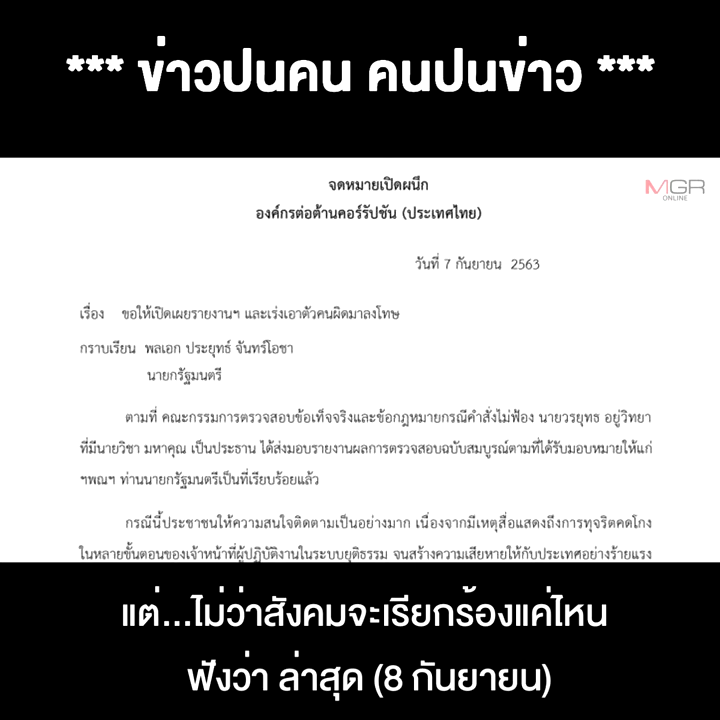 *** ข่าวปนคน คนปนข่าว ***
จดหมายเปิดผนึก
MGR
ONLINE
องค์กรต่อต้านคอร์รัปชัน (ประเทศไทย)
วันที่ 7 กันยายน 2563
เรื่อง ขอให้เปิดเผยรายงานฯ และเร่งเอาตัวคนผิดมาลงโทษ
กราบเรียน พลเอก ประยุทธ์ จันทร์โอชา
นายกรัฐมนตรี
ตามที่ คณะกรรมการตรวจสอบข้อเท็จจริงและข้อกฎหมายกรณีคำสั่งไม่ฟ้อง นายวรยุทธ อยู่วิทยา
ที่มีนายวิชา มหาคุณ เป็นประธาน ได้ส่งมอบรายงานผลการตรวจสอบฉบับสมบูรณ์ตามที่ได้รับมอบหมายให้แก่
ฯพณฯ ท่านนายกรัฐมนตรีเป็นที่เรียบร้อยแล้ว
กรณีนี้ประชาชนให้ความสนใจติดตามเป็นอย่างมาก เนื่องจากมีเหตุสื่อแสดงถึงการทุจริตคดโกง
ในหลายขั้นตอนของเจ้าหน้าที่ผู้ปฏิบัติงานในระบบยุติธรรม จนสร้างความเสียหายให้กับประเทศอย่างร้ายแรง
แต่...ไม่ว่าสังคมจะเรียกร้องแค่ไหน
ฟังว่า ล่าสุด (8 กันยายน)